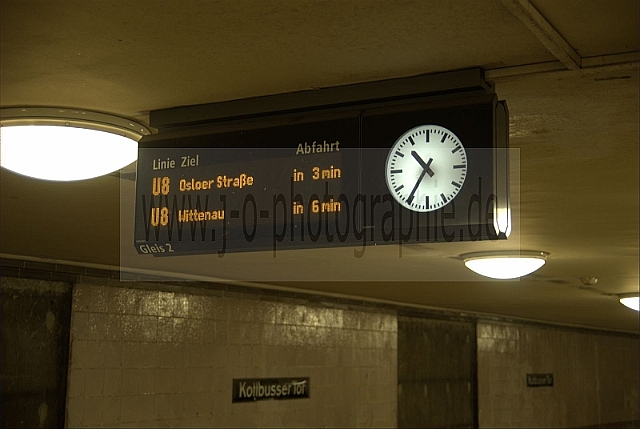 Linie Ziel Abfahrt
U8 Osloer Straße in 3 min
U8 Wittenau in 6 min
Gleis 2
www.j-o-photographie.de
Kottbusser Tor